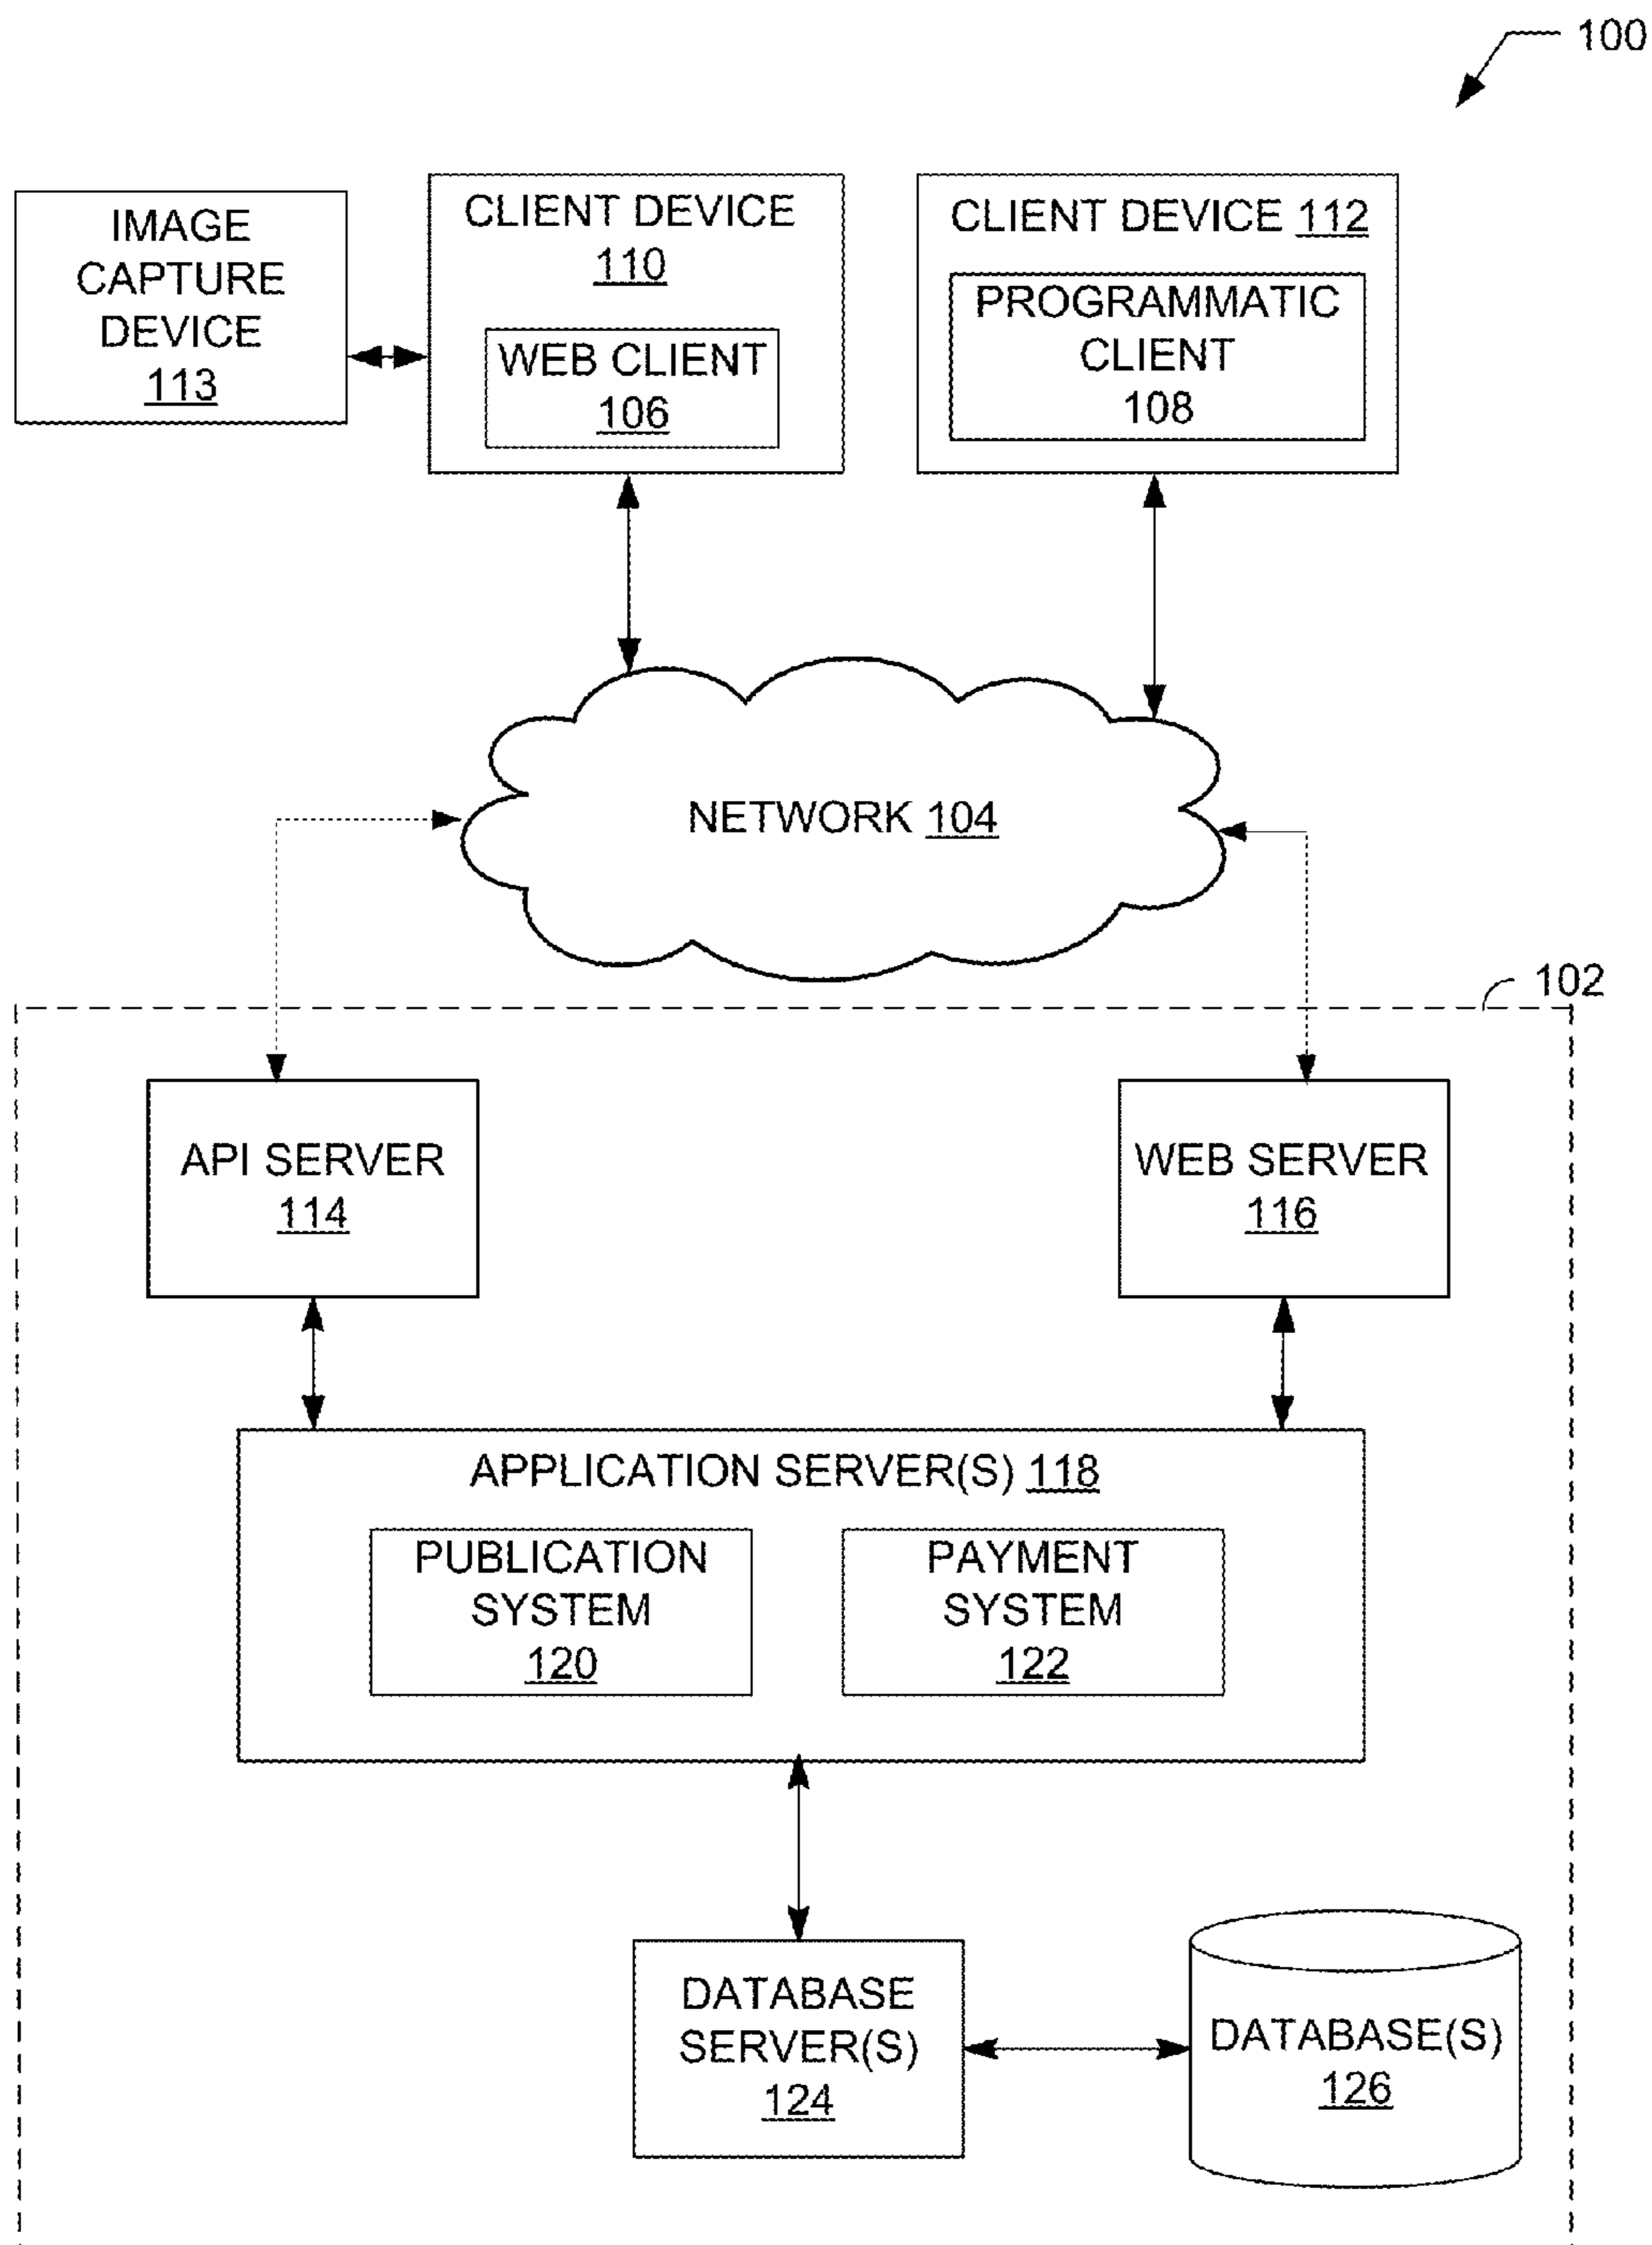 100
IMAGE
CAPTURE
DEVICE
113
CLIENT DEVICE
110
WEB CLIENT
106
CLIENT DEVICE 112
PROGRAMMATIC
CLIENT
108
NETWORK 104
102
API SERVER
114
WEB SERVER
116
APPLICATION SERVER(S) 118
PUBLICATION
SYSTEM
120
PAYMENT
SYSTEM
122
DATABASE
SERVER(S)
124
DATABASE(S)
126